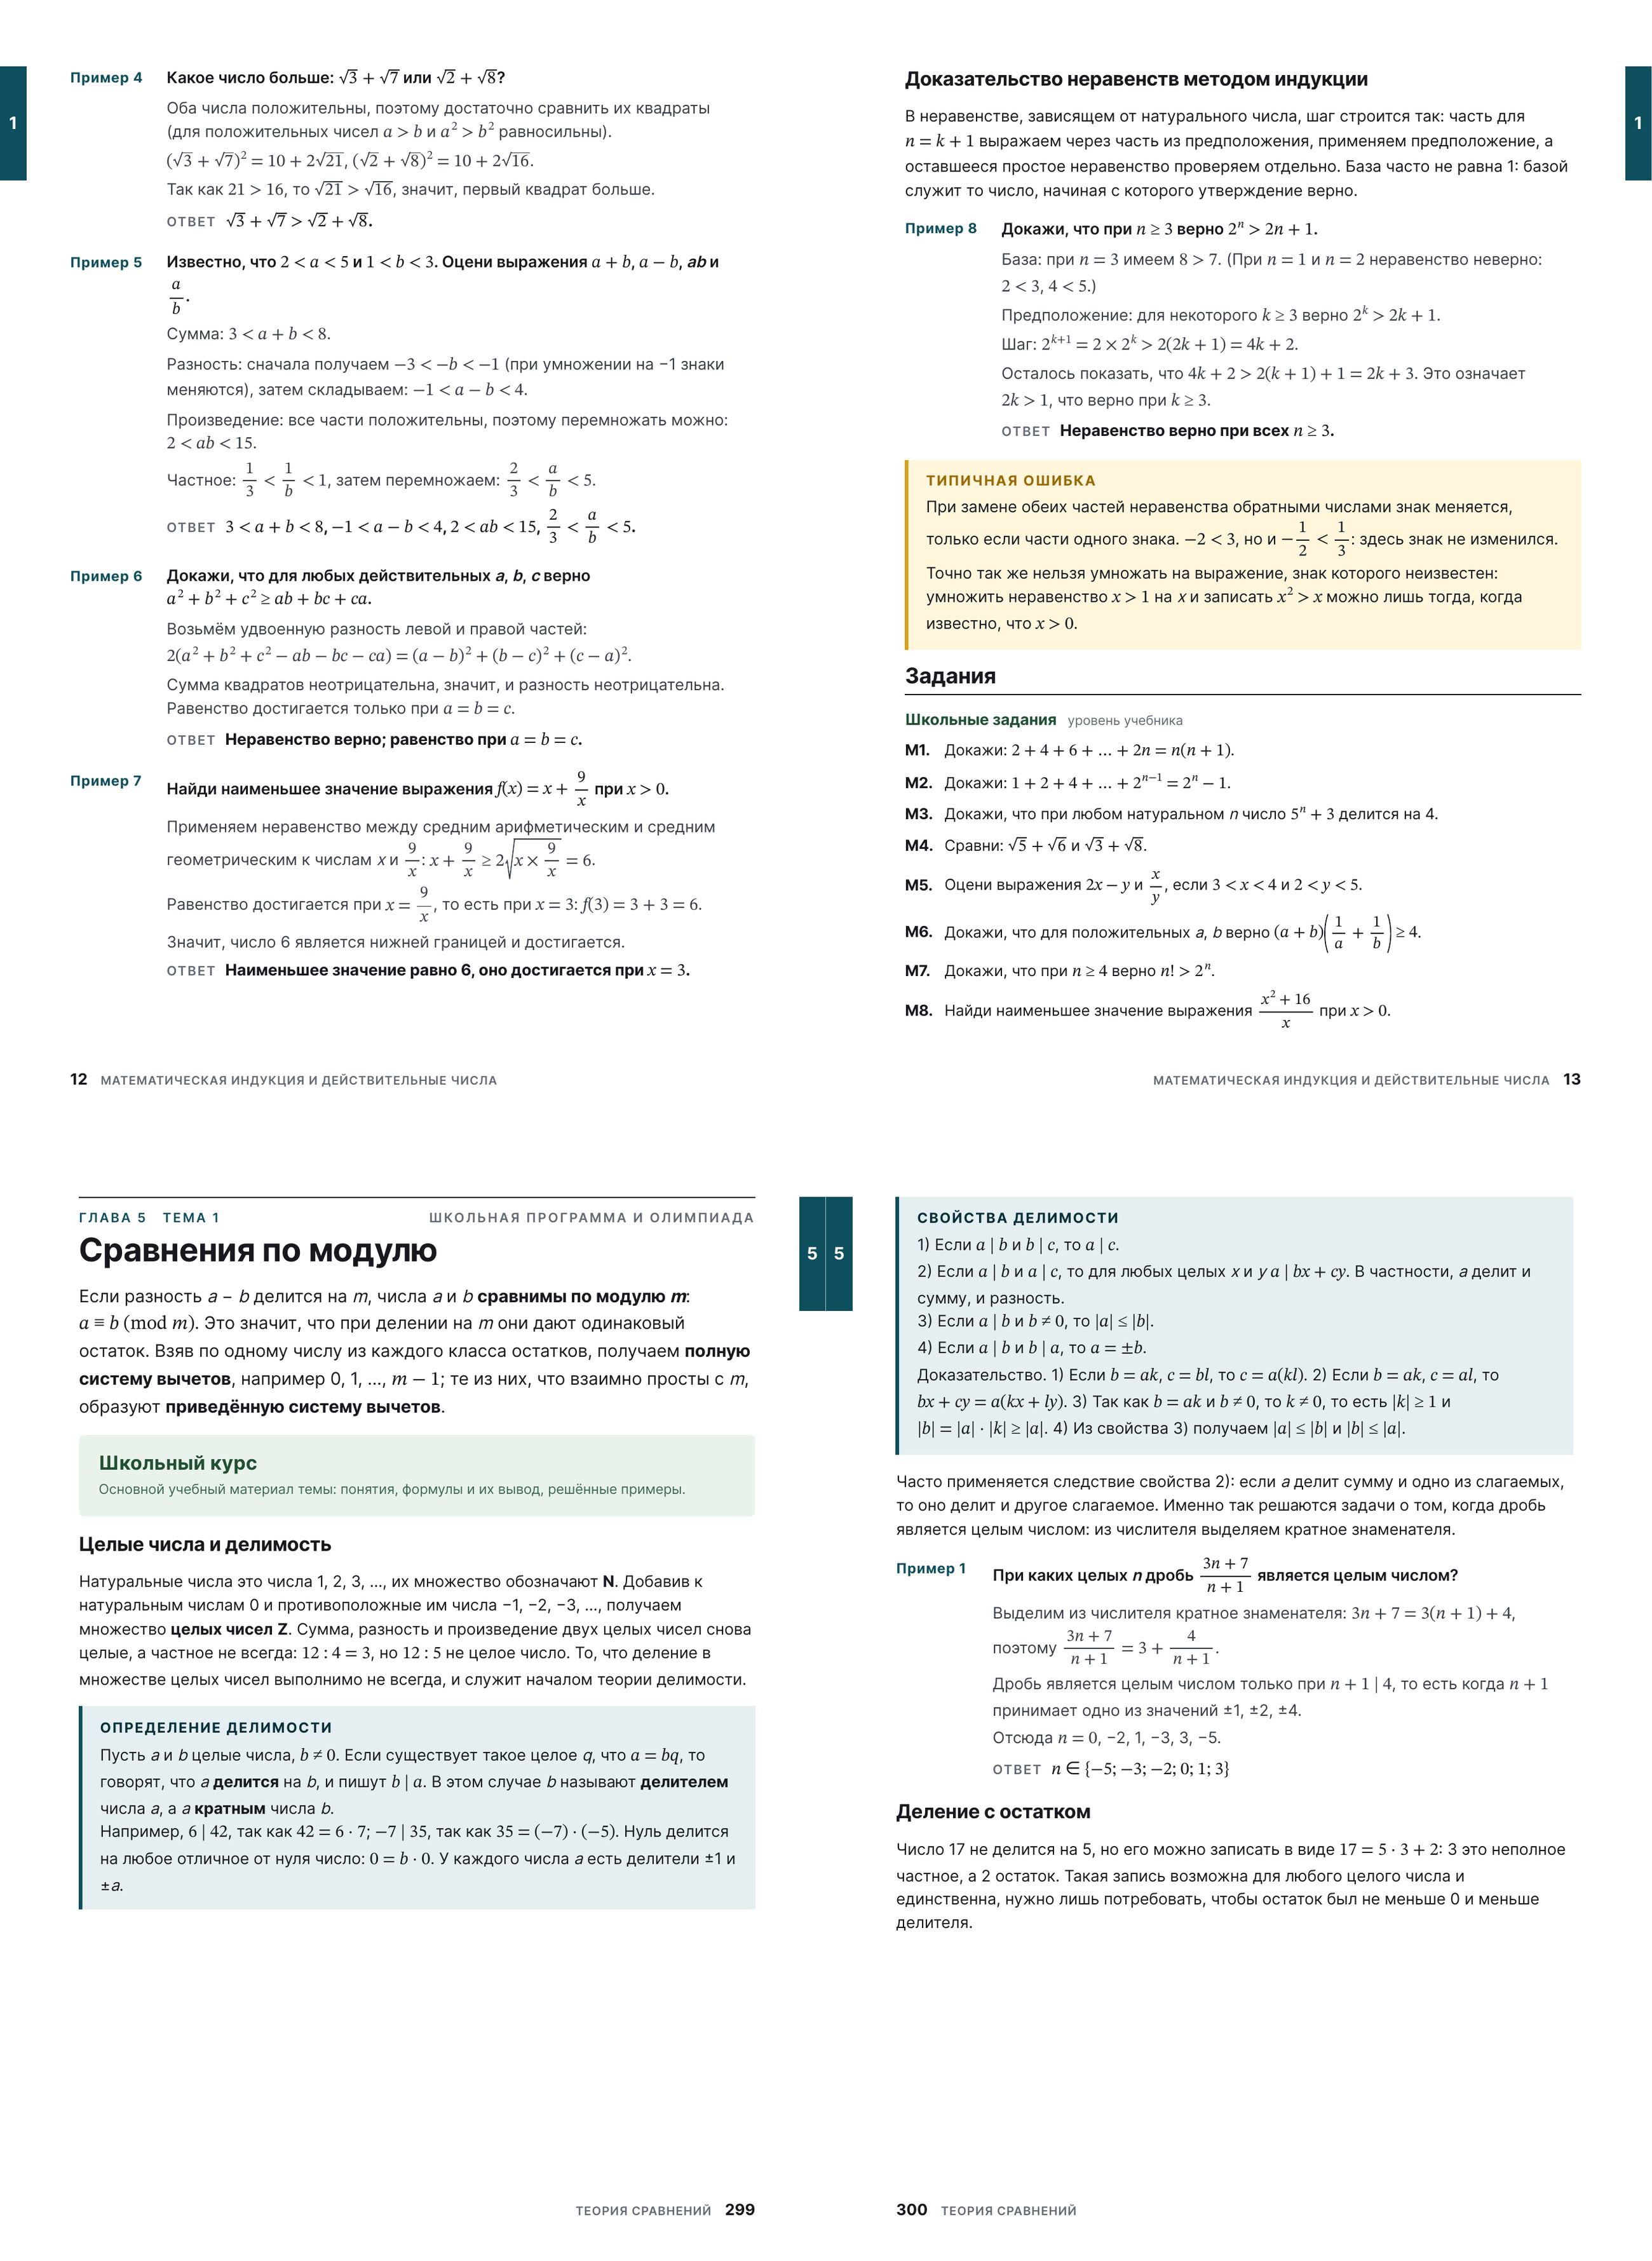 1
Пример 4 Какое число больше: √3 + √7 или √2 + √8?
Оба числа положительны, поэтому достаточно сравнить их квадраты
(для положительных чисел a > b и a² > b² равносильны).
(√3 + √7)² = 10 + 2√21, (√2 + √8)² = 10 + 2√16.
Так как 21 > 16, то √21 > √16, значит, первый квадрат больше.
ОТВЕТ √3 + √7 > √2 + √8.
Пример 5 Известно, что 2 < a < 5 и 1 < b < 3. Оцени выражения a + b, a − b, ab и
a/b.
Сумма: 3 < a + b < 8.
Разность: сначала получаем −3 < −b < −1 (при умножении на −1 знаки
меняются), затем складываем: −1 < a − b < 4.
Произведение: все части положительны, поэтому перемножать можно:
2 < ab < 15.
Частное: 1/3 < 1/b < 1, затем перемножаем: 2/3 < a/b < 5.
ОТВЕТ 3 < a + b < 8, −1 < a − b < 4, 2 < ab < 15, 2/3 < a/b < 5.
Пример 6 Докажи, что для любых действительных a, b, c верно
a² + b² + c² ≥ ab + bc + ca.
Возьмём удвоенную разность левой и правой частей:
2(a² + b² + c² − ab − bc − ca) = (a − b)² + (b − c)² + (c − a)².
Сумма квадратов неотрицательна, значит, и разность неотрицательна.
Равенство достигается только при a = b = c.
ОТВЕТ Неравенство верно; равенство при a = b = c.
Пример 7 Найди наименьшее значение выражения f(x) = x + 9/x при x > 0.
Применяем неравенство между средним арифметическим и средним
геометрическим к числам x и 9/x: x + 9/x ≥ 2√(x × 9/x) = 6.
Равенство достигается при x = 9/x, то есть при x = 3: f(3) = 3 + 3 = 6.
Значит, число 6 является нижней границей и достигается.
ОТВЕТ Наименьшее значение равно 6, оно достигается при x = 3.
12 МАТЕМАТИЧЕСКАЯ ИНДУКЦИЯ И ДЕЙСТВИТЕЛЬНЫЕ ЧИСЛА
1
Доказательство неравенств методом индукции
В неравенстве, зависящем от натурального числа, шаг строится так: часть для
n = k + 1 выражаем через часть из предположения, применяем предположение, а
оставшееся простое неравенство проверяем отдельно. База часто не равна 1: базой
служит то число, начиная с которого утверждение верно.
Пример 8 Докажи, что при n ≥ 3 верно 2ⁿ > 2n + 1.
База: при n = 3 имеем 8 > 7. (При n = 1 и n = 2 неравенство неверно:
2 < 3, 4 < 5.)
Предположение: для некоторого k ≥ 3 верно 2ᵏ > 2k + 1.
Шаг: 2ᵏ⁺¹ = 2 × 2ᵏ > 2(2k + 1) = 4k + 2.
Осталось показать, что 4k + 2 > 2(k + 1) + 1 = 2k + 3. Это означает
2k > 1, что верно при k ≥ 3.
ОТВЕТ Неравенство верно при всех n ≥ 3.
ТИПИЧНАЯ ОШИБКА
При замене обеих частей неравенства обратными числами знак меняется,
только если части одного знака. −2 < 3, но и −1/2 < 1/3: здесь знак не изменился.
Точно так же нельзя умножать на выражение, знак которого неизвестен:
умножить неравенство x > 1 на x и записать x² > x можно лишь тогда, когда
известно, что x > 0.
Задания
Школьные задания уровень учебника
М1. Докажи: 2 + 4 + 6 + … + 2n = n(n + 1).
М2. Докажи: 1 + 2 + 4 + … + 2ⁿ⁻¹ = 2ⁿ − 1.
М3. Докажи, что при любом натуральном n число 5ⁿ + 3 делится на 4.
М4. Сравни: √5 + √6 и √3 + √8.
М5. Оцени выражения 2x − y и x/y, если 3 < x < 4 и 2 < y < 5.
М6. Докажи, что для положительных a, b верно (a + b)(1/a + 1/b) ≥ 4.
М7. Докажи, что при n ≥ 4 верно n! > 2ⁿ.
М8. Найди наименьшее значение выражения (x² + 16)/x при x > 0.
МАТЕМАТИЧЕСКАЯ ИНДУКЦИЯ И ДЕЙСТВИТЕЛЬНЫЕ ЧИСЛА 13
ГЛАВА 5 ТЕМА 1 ШКОЛЬНАЯ ПРОГРАММА И ОЛИМПИАДА
5
Сравнения по модулю
Если разность a − b делится на m, числа a и b сравнимы по модулю m:
a ≡ b (mod m). Это значит, что при делении на m они дают одинаковый
остаток. Взяв по одному числу из каждого класса остатков, получаем полную
систему вычетов, например 0, 1, …, m − 1; те из них, что взаимно просты с m,
образуют приведённую систему вычетов.
Школьный курс
Основной учебный материал темы: понятия, формулы и их вывод, решённые примеры.
Целые числа и делимость
Натуральные числа это числа 1, 2, 3, …, их множество обозначают N. Добавив к
натуральным числам 0 и противоположные им числа −1, −2, −3, …, получаем
множество целых чисел Z. Сумма, разность и произведение двух целых чисел снова
целые, а частное не всегда: 12 : 4 = 3, но 12 : 5 не целое число. То, что деление в
множестве целых чисел выполнимо не всегда, и служит началом теории делимости.
ОПРЕДЕЛЕНИЕ ДЕЛИМОСТИ
Пусть a и b целые числа, b ≠ 0. Если существует такое целое q, что a = bq, то
говорят, что a делится на b, и пишут b | a. В этом случае b называют делителем
числа a, а a кратным числа b.
Например, 6 | 42, так как 42 = 6 · 7; −7 | 35, так как 35 = (−7) · (−5). Нуль делится
на любое отличное от нуля число: 0 = b · 0. У каждого числа a есть делители ±1 и
±a.
ТЕОРИЯ СРАВНЕНИЙ 299
5
СВОЙСТВА ДЕЛИМОСТИ
1) Если a | b и b | c, то a | c.
2) Если a | b и a | c, то для любых целых x и y a | bx + cy. В частности, a делит и
сумму, и разность.
3) Если a | b и b ≠ 0, то |a| ≤ |b|.
4) Если a | b и b | a, то a = ±b.
Доказательство. 1) Если b = ak, c = bl, то c = a(kl). 2) Если b = ak, c = al, то
bx + cy = a(kx + ly). 3) Так как b = ak и b ≠ 0, то k ≠ 0, то есть |k| ≥ 1 и
|b| = |a| · |k| ≥ |a|. 4) Из свойства 3) получаем |a| ≤ |b| и |b| ≤ |a|.
Часто применяется следствие свойства 2): если a делит сумму и одно из слагаемых,
то оно делит и другое слагаемое. Именно так решаются задачи о том, когда дробь
является целым числом: из числителя выделяем кратное знаменателя.
Пример 1 При каких целых n дробь (3n + 7)/(n + 1) является целым числом?
Выделим из числителя кратное знаменателя: 3n + 7 = 3(n + 1) + 4,
поэтому (3n + 7)/(n + 1) = 3 + 4/(n + 1).
Дробь является целым числом только при n + 1 | 4, то есть когда n + 1
принимает одно из значений ±1, ±2, ±4.
Отсюда n = 0, −2, 1, −3, 3, −5.
ОТВЕТ n ∈ {−5; −3; −2; 0; 1; 3}
Деление с остатком
Число 17 не делится на 5, но его можно записать в виде 17 = 5 · 3 + 2: 3 это неполное
частное, а 2 остаток. Такая запись возможна для любого целого числа и
единственна, нужно лишь потребовать, чтобы остаток был не меньше 0 и меньше
делителя.
300 ТЕОРИЯ СРАВНЕНИЙ